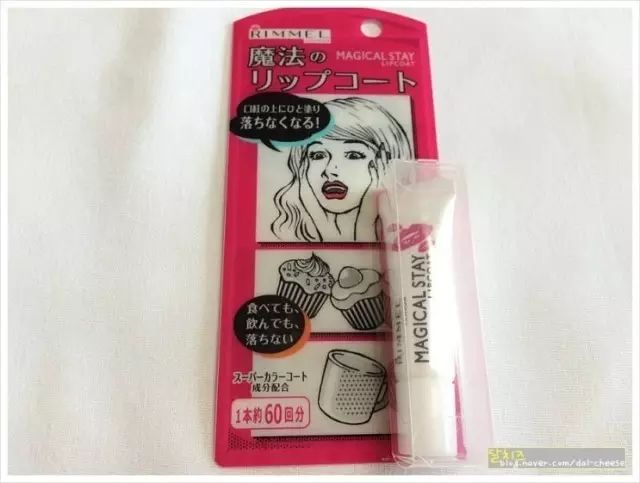 RIMMEL
魔法の
リップコート
MAGICAL STAY
LIPCOAT
口紅の上にひと塗り
落ちなくなる!
食べても、
飲んでも、
落ちない
スーパーカラーコート
成分配合
1本約60回分
RIMMEL
MAGICAL STAY
LIPCOAT
달치즈
blog.naver.com/dal-cheese